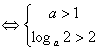 ⇔ { a > 1
log_a 2 > 2